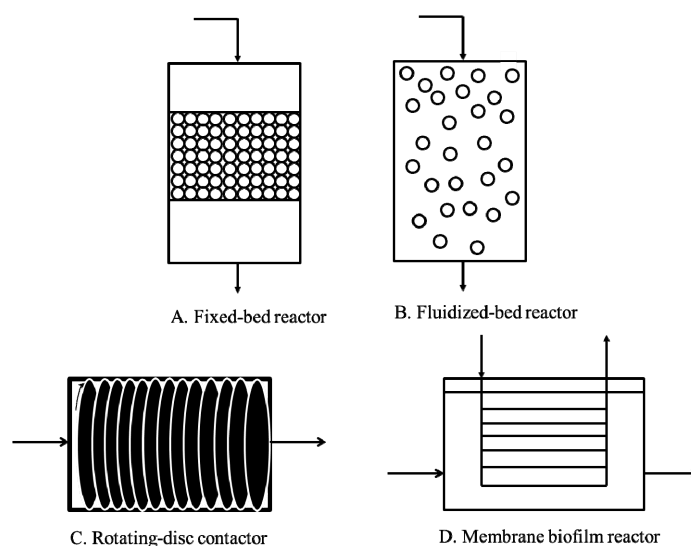 A. Fixed-bed reactor
B. Fluidized-bed reactor
C. Rotating-disc contactor
D. Membrane biofilm reactor